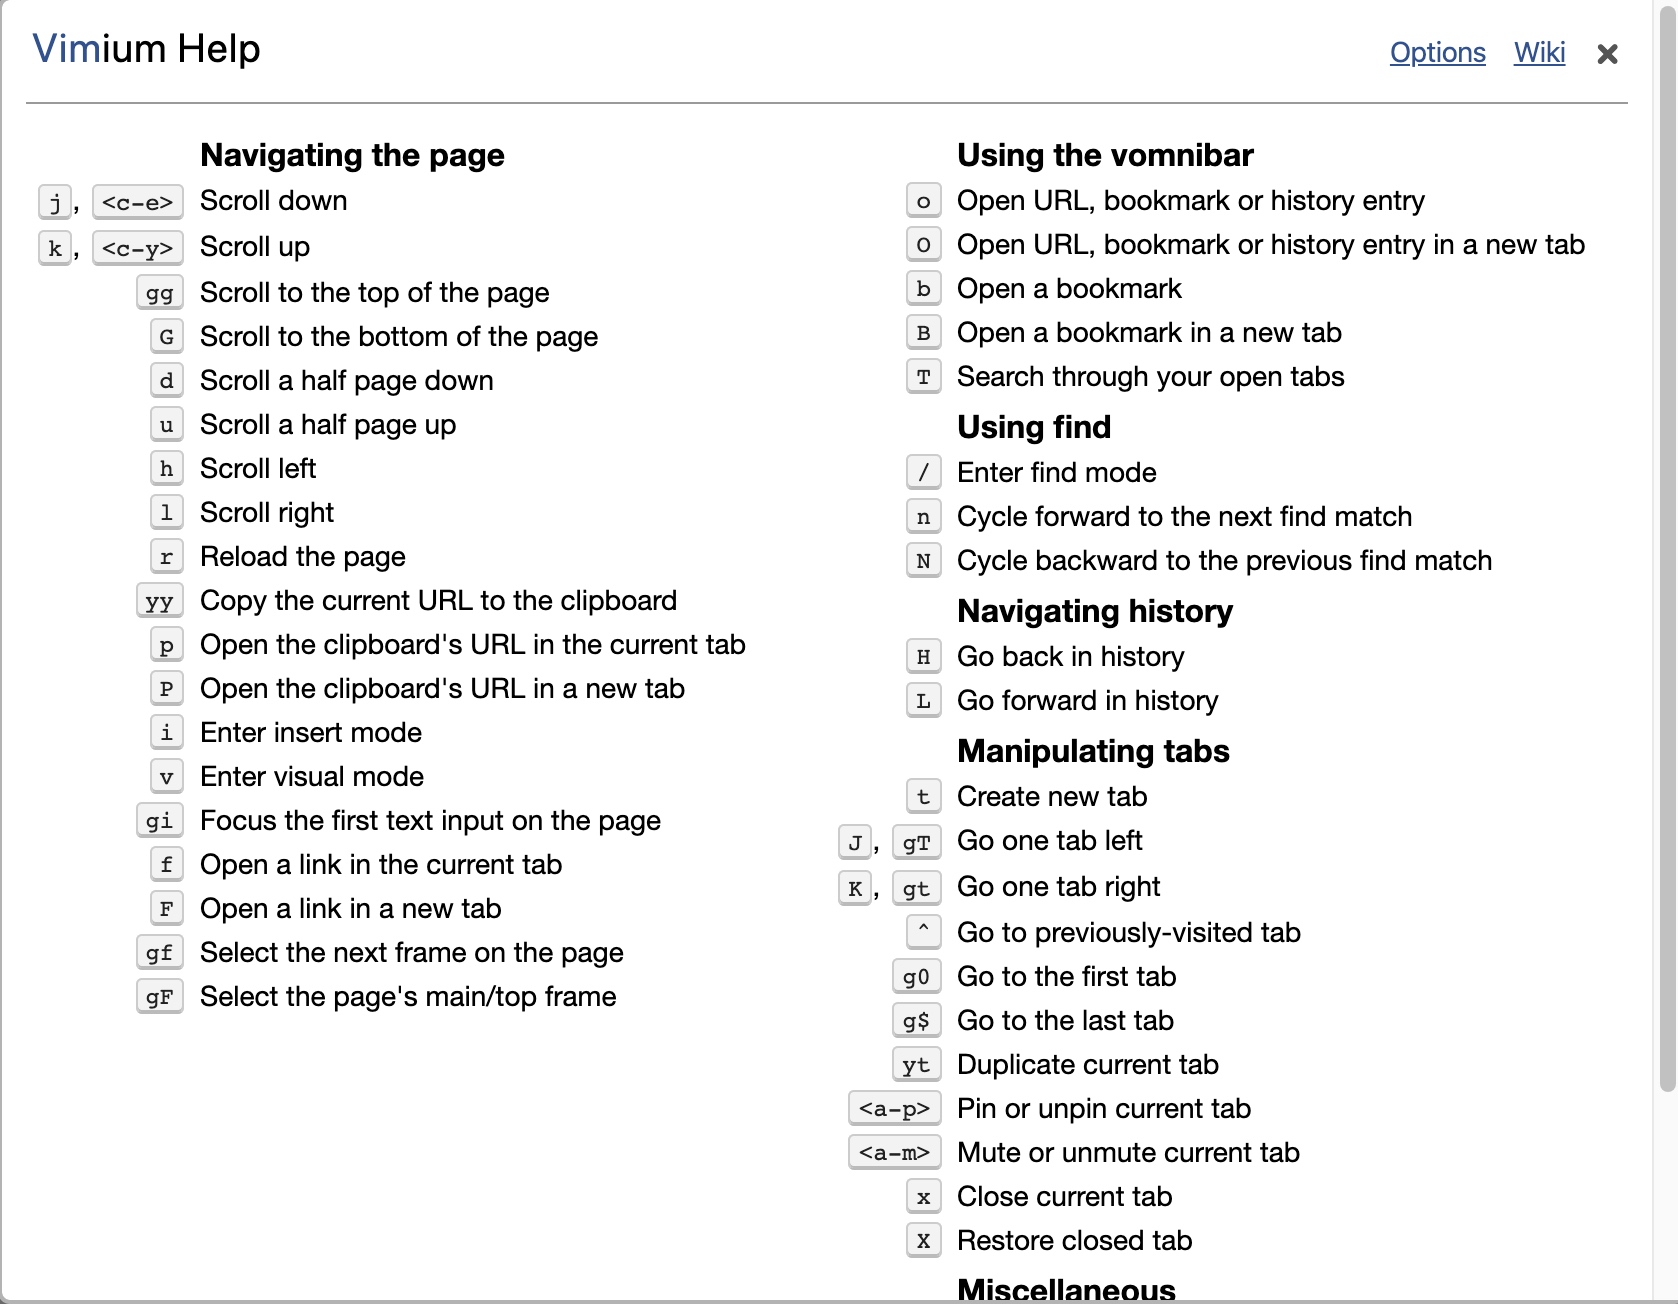 Vimium Help
Options Wiki ×
Navigating the page
j, <c-e> Scroll down
k, <c-y> Scroll up
gg Scroll to the top of the page
G Scroll to the bottom of the page
d Scroll a half page down
u Scroll a half page up
h Scroll left
l Scroll right
r Reload the page
yy Copy the current URL to the clipboard
p Open the clipboard's URL in the current tab
P Open the clipboard's URL in a new tab
i Enter insert mode
v Enter visual mode
gi Focus the first text input on the page
f Open a link in the current tab
F Open a link in a new tab
gf Select the next frame on the page
gF Select the page's main/top frame
Using the vomnibar
o Open URL, bookmark or history entry
O Open URL, bookmark or history entry in a new tab
b Open a bookmark
B Open a bookmark in a new tab
T Search through your open tabs
Using find
/ Enter find mode
n Cycle forward to the next find match
N Cycle backward to the previous find match
Navigating history
H Go back in history
L Go forward in history
Manipulating tabs
t Create new tab
J, gT Go one tab left
K, gt Go one tab right
^ Go to previously-visited tab
g0 Go to the first tab
g$ Go to the last tab
yt Duplicate current tab
<a-p> Pin or unpin current tab
<a-m> Mute or unmute current tab
x Close current tab
X Restore closed tab
Miscellaneous